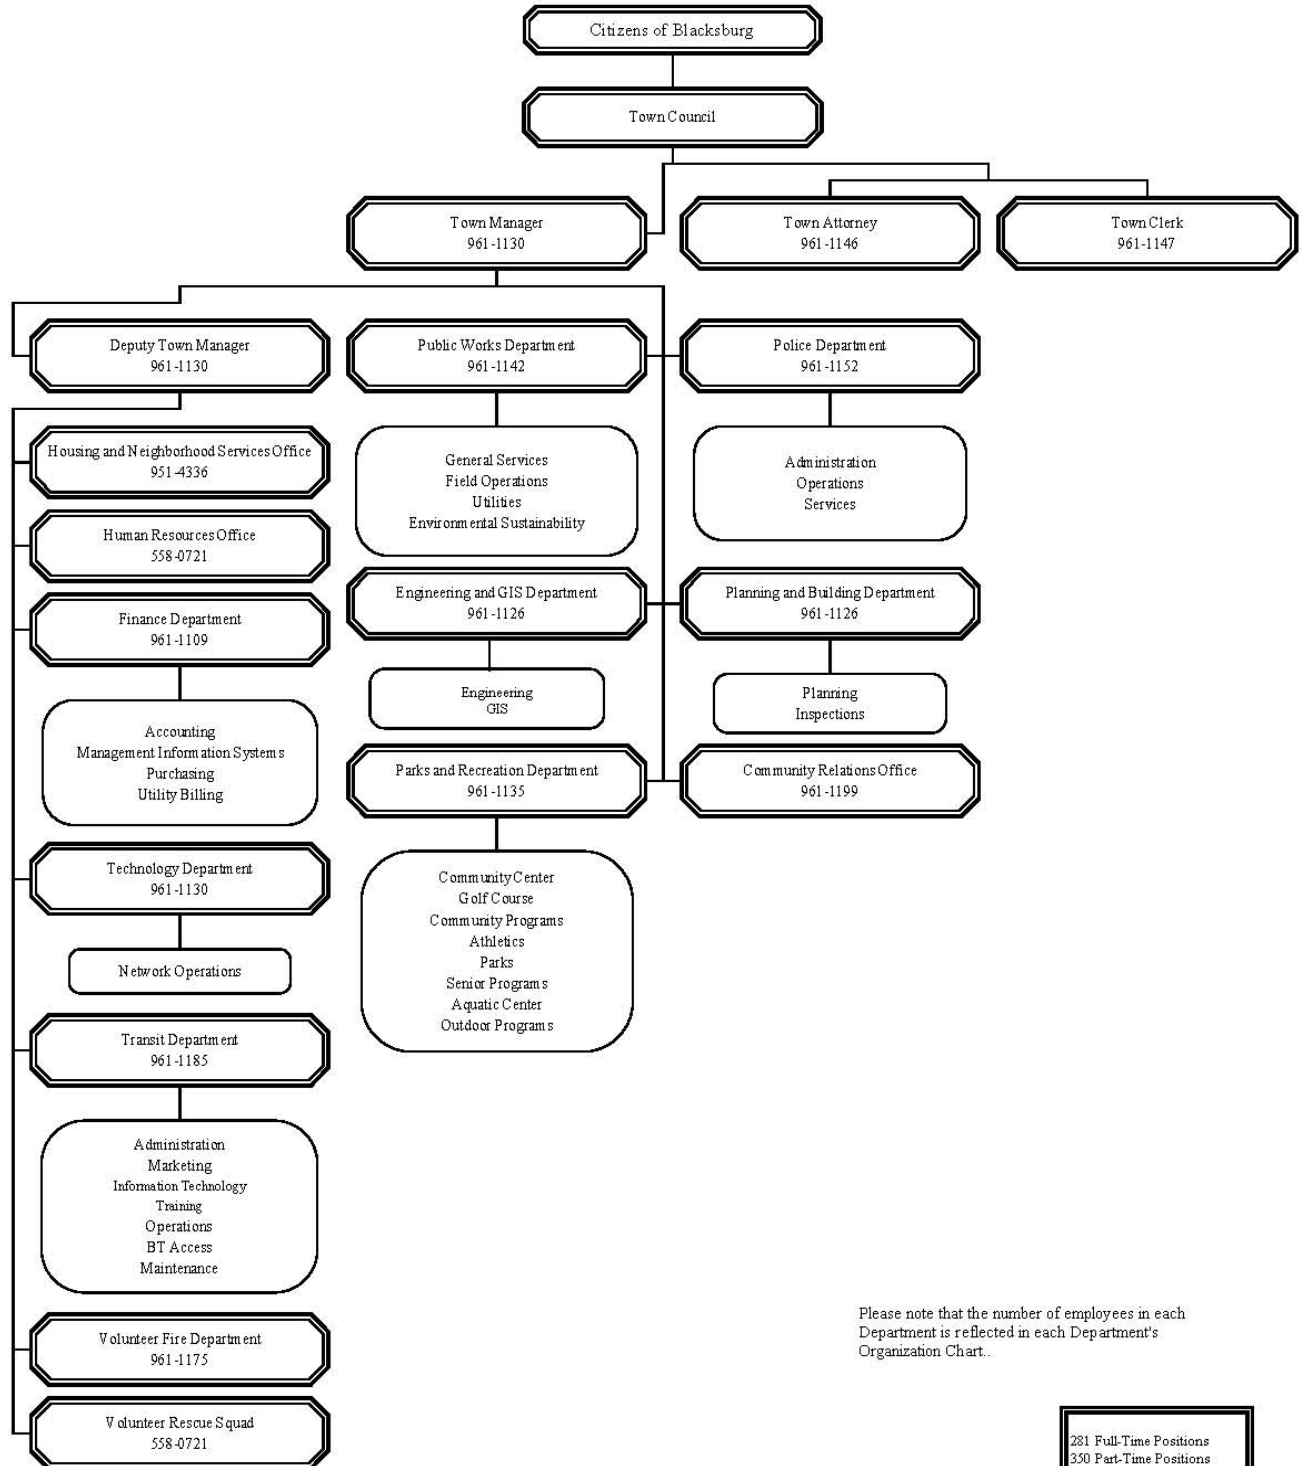 Citizens of Blacksburg
Town Council
Town Manager
961-1130
Town Attorney
961-1146
Town Clerk
961-1147
Deputy Town Manager
961-1130
Public Works Department
961-1142
Police Department
961-1152
Housing and Neighborhood Services Office
951-4336
General Services
Field Operations
Utilities
Environmental Sustainability
Administration
Operations
Services
Human Resources Office
558-0721
Engineering and GIS Department
961-1126
Planning and Building Department
961-1126
Finance Department
961-1109
Engineering
GIS
Planning
Inspections
Accounting
Management Information Systems
Purchasing
Utility Billing
Parks and Recreation Department
961-1135
Community Relations Office
961-1199
Technology Department
961-1130
Community Center
Golf Course
Community Programs
Athletics
Parks
Senior Programs
Aquatic Center
Outdoor Programs
Network Operations
Transit Department
961-1185
Administration
Marketing
Information Technology
Training
Operations
BT Access
Maintenance
Volunteer Fire Department
961-1175
Please note that the number of employees in each
Department is reflected in each Department's
Organization Chart..
Volunteer Rescue Squad
558-0721
281 Full-Time Positions
350 Part-Time Positions